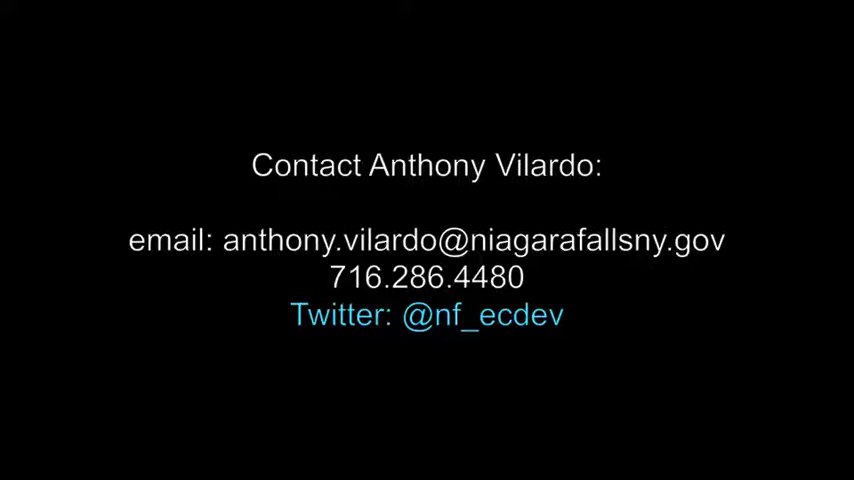 Contact Anthony Vilardo:
email: anthony.vilardo@niagarafallsny.gov
716.286.4480
Twitter: @nf_ecdev